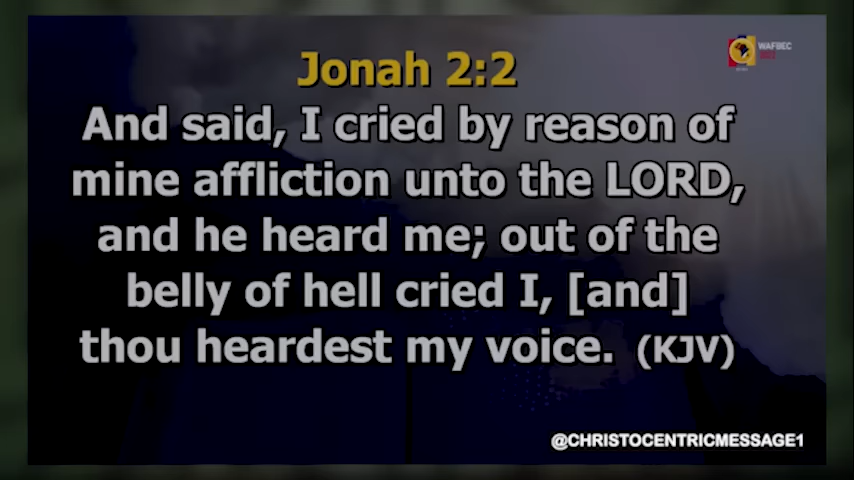 WAFBEC
Jonah 2:2
And said, I cried by reason of
mine affliction unto the LORD,
and he heard me; out of the
belly of hell cried I, [and]
thou heardest my voice. (KJV)
@CHRISTOCENTRICMESSAGE1